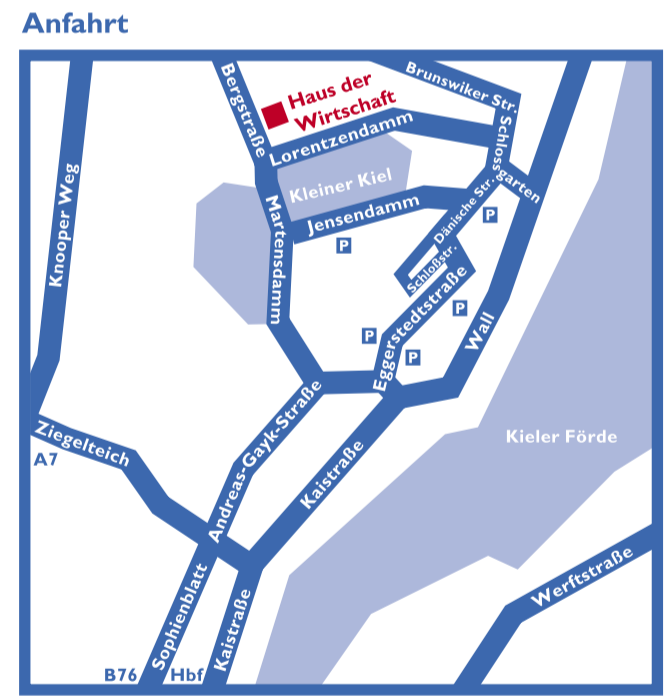 Anfahrt
Brunswiker Str.
Bergstraße
Haus der
Wirtschaft
Lorentzendamm
Schlossgarten
Kleiner Kiel
Knooper Weg
Martensdamm
Jensendamm
Dänische Str.
P
P
Schloßstr.
Eggerstedtstraße
P
Wall
P
P
Ziegelteich
A7
Andreas-Gayk-Straße
Kaistraße
Kieler Förde
Werftstraße
Sophienblatt
Kaistraße
B76
Hbf